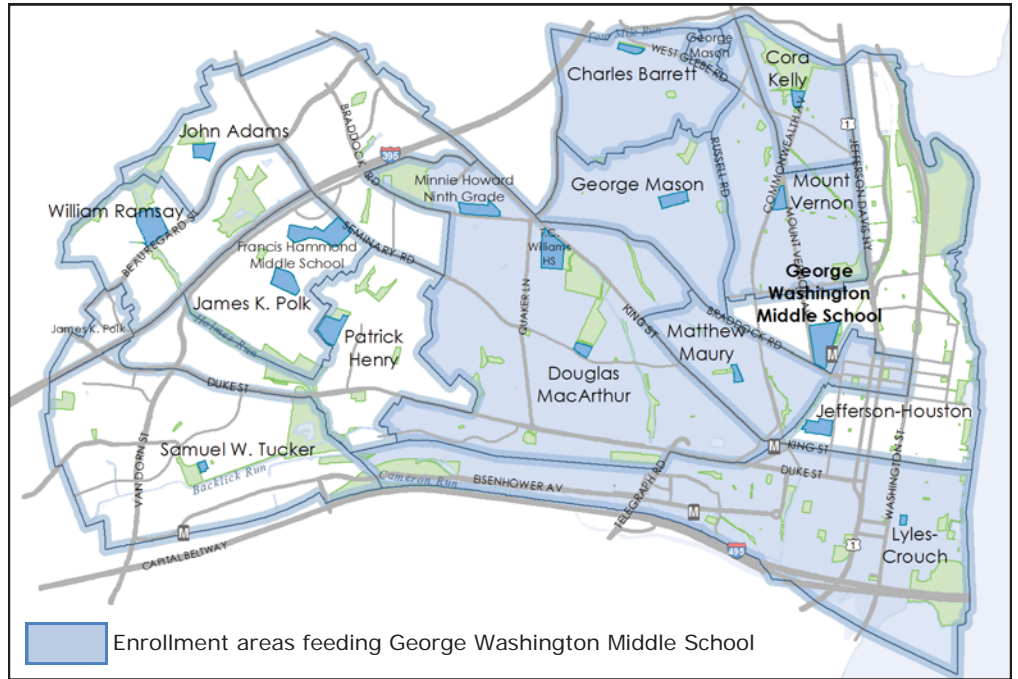 Four Mile Run
George
Mason
WEST GLEBE RD
Charles Barrett
Cora
Kelly
John Adams
BRADDOCK RD
395
COMMONWEALTH AV
1
JEFFERSON DAVIS HY
RUSSELL RD
Minnie Howard
Ninth Grade
George Mason
Mount
Vernon
William Ramsay
BEAUREGARD ST
SEMINARY RD
Francis Hammond
Middle School
T.C.
Williams
HS
MOUNT VERNON AV
George
Washington
Middle School
James K. Polk
QUAKER LN
KING ST
BRADDOCK RD
James K. Polk
Holmes Run
Patrick
Henry
Matthew
Maury
M
Douglas
MacArthur
DUKE ST
Jefferson-Houston
Samuel W. Tucker
M
KING ST
VAN DORN ST
Backlick Run
Cameron Run
EISENHOWER AV
TELEGRAPH RD
DUKE ST
WASHINGTON ST
M
M
Lyles-
Crouch
CAPITAL BELTWAY
495
1
Enrollment areas feeding George Washington Middle School